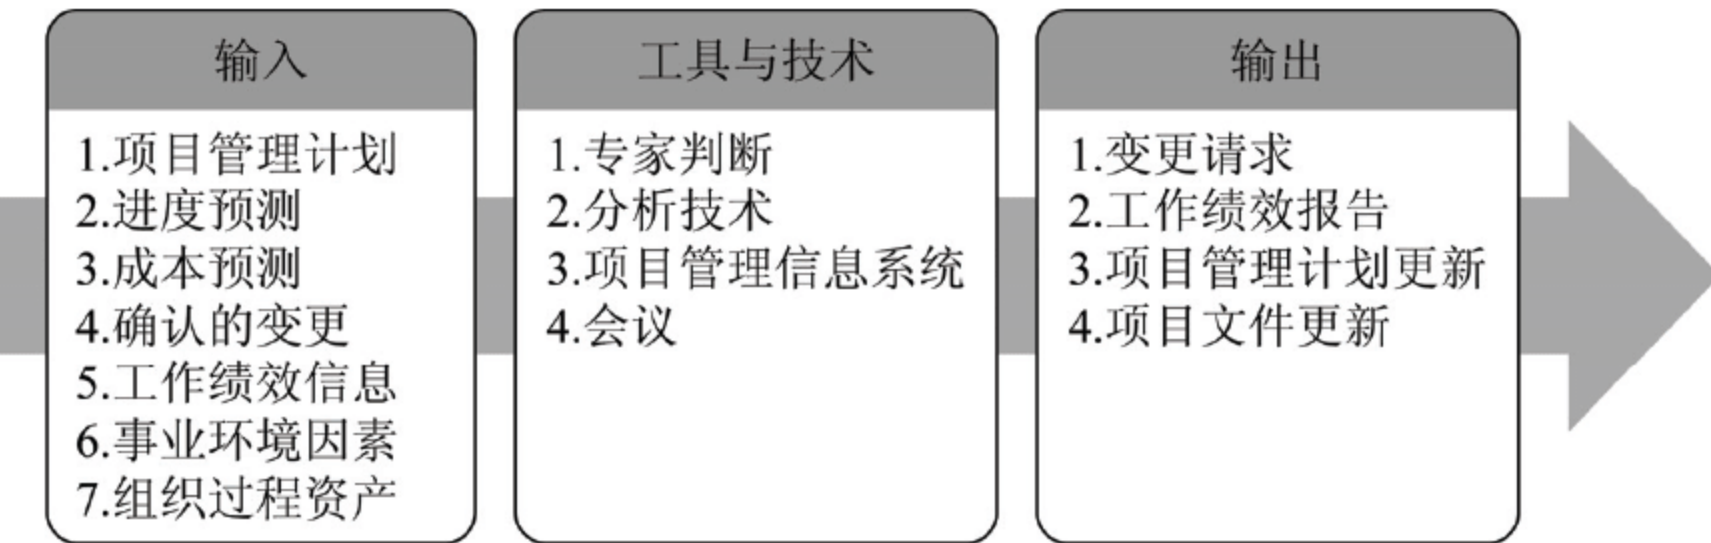 输入
1.项目管理计划
2.进度预测
3.成本预测
4.确认的变更
5.工作绩效信息
6.事业环境因素
7.组织过程资产
工具与技术
1.专家判断
2.分析技术
3.项目管理信息系统
4.会议
输出
1.变更请求
2.工作绩效报告
3.项目管理计划更新
4.项目文件更新